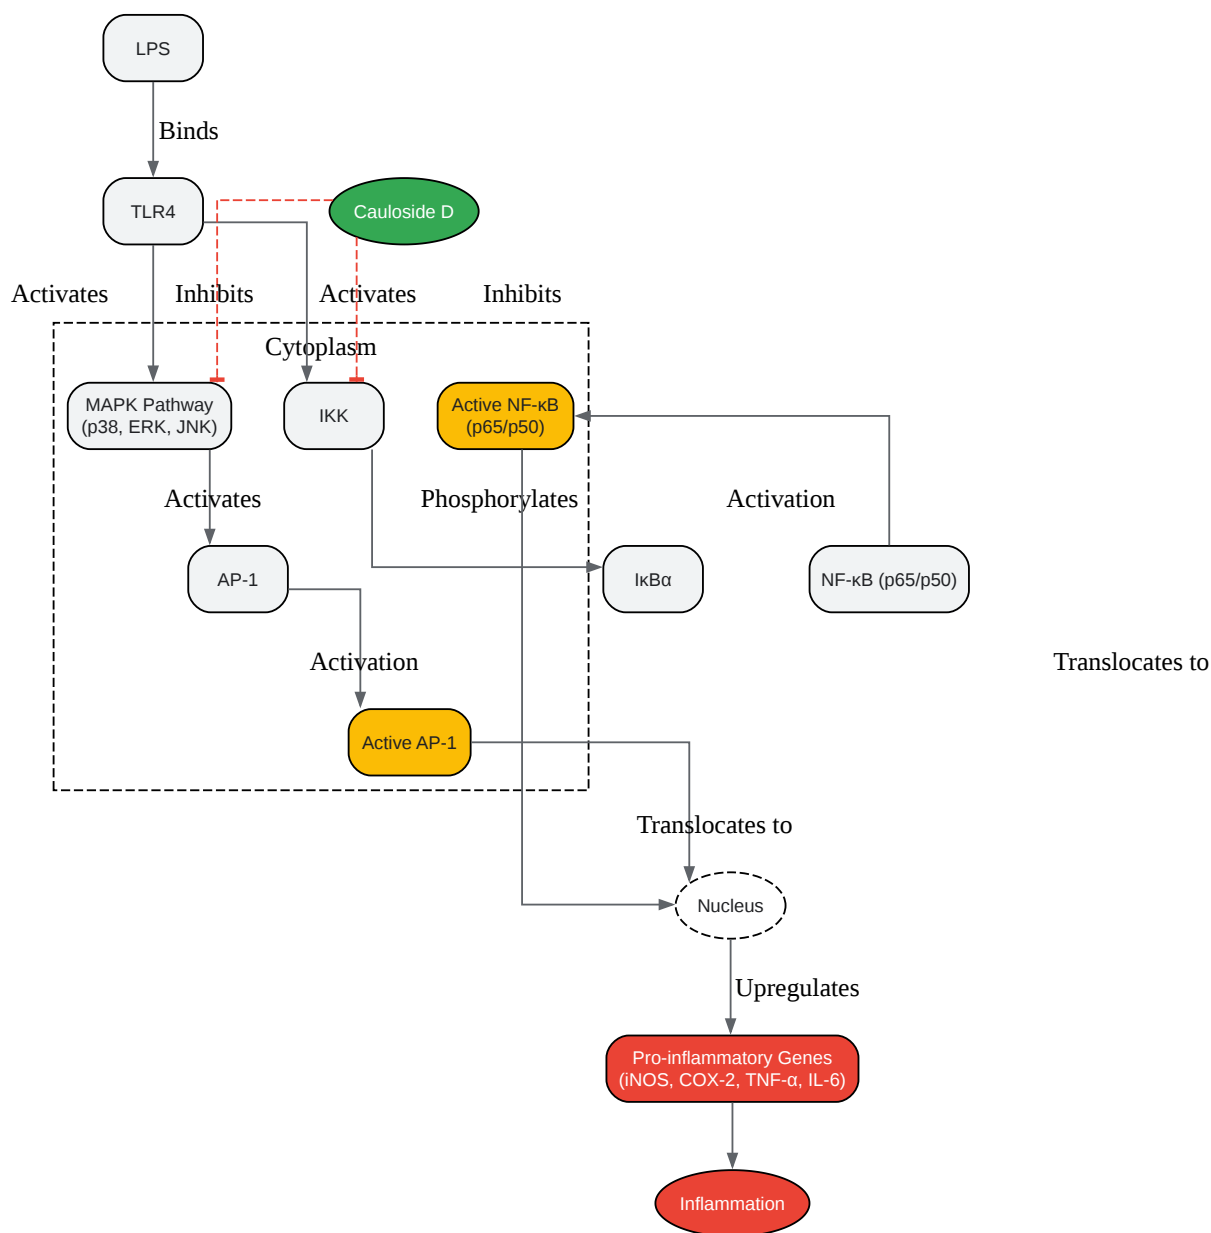 LPS
Binds
TLR4
Cauloside D
Activates
Inhibits
Activates
Inhibits
Cytoplasm
MAPK Pathway
(p38, ERK, JNK)
IKK
Active NF-κB
(p65/p50)
Activates
Phosphorylates
Activation
AP-1
IκBα
NF-κB (p65/p50)
Activation
Translocates to
Active AP-1
Translocates to
Nucleus
Upregulates
Pro-inflammatory Genes
(iNOS, COX-2, TNF-α, IL-6)
Inflammation